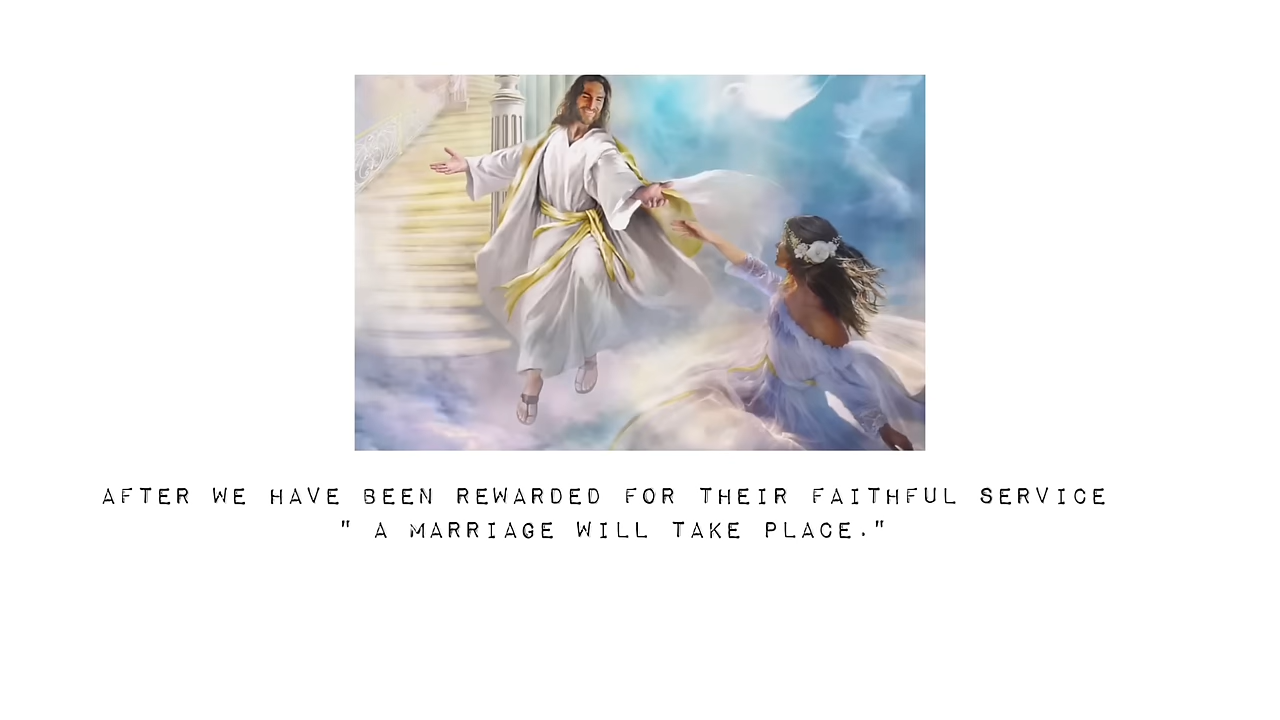 AFTER WE HAVE BEEN REWARDED FOR THEIR FAITHFUL SERVICE
" A MARRIAGE WILL TAKE PLACE."